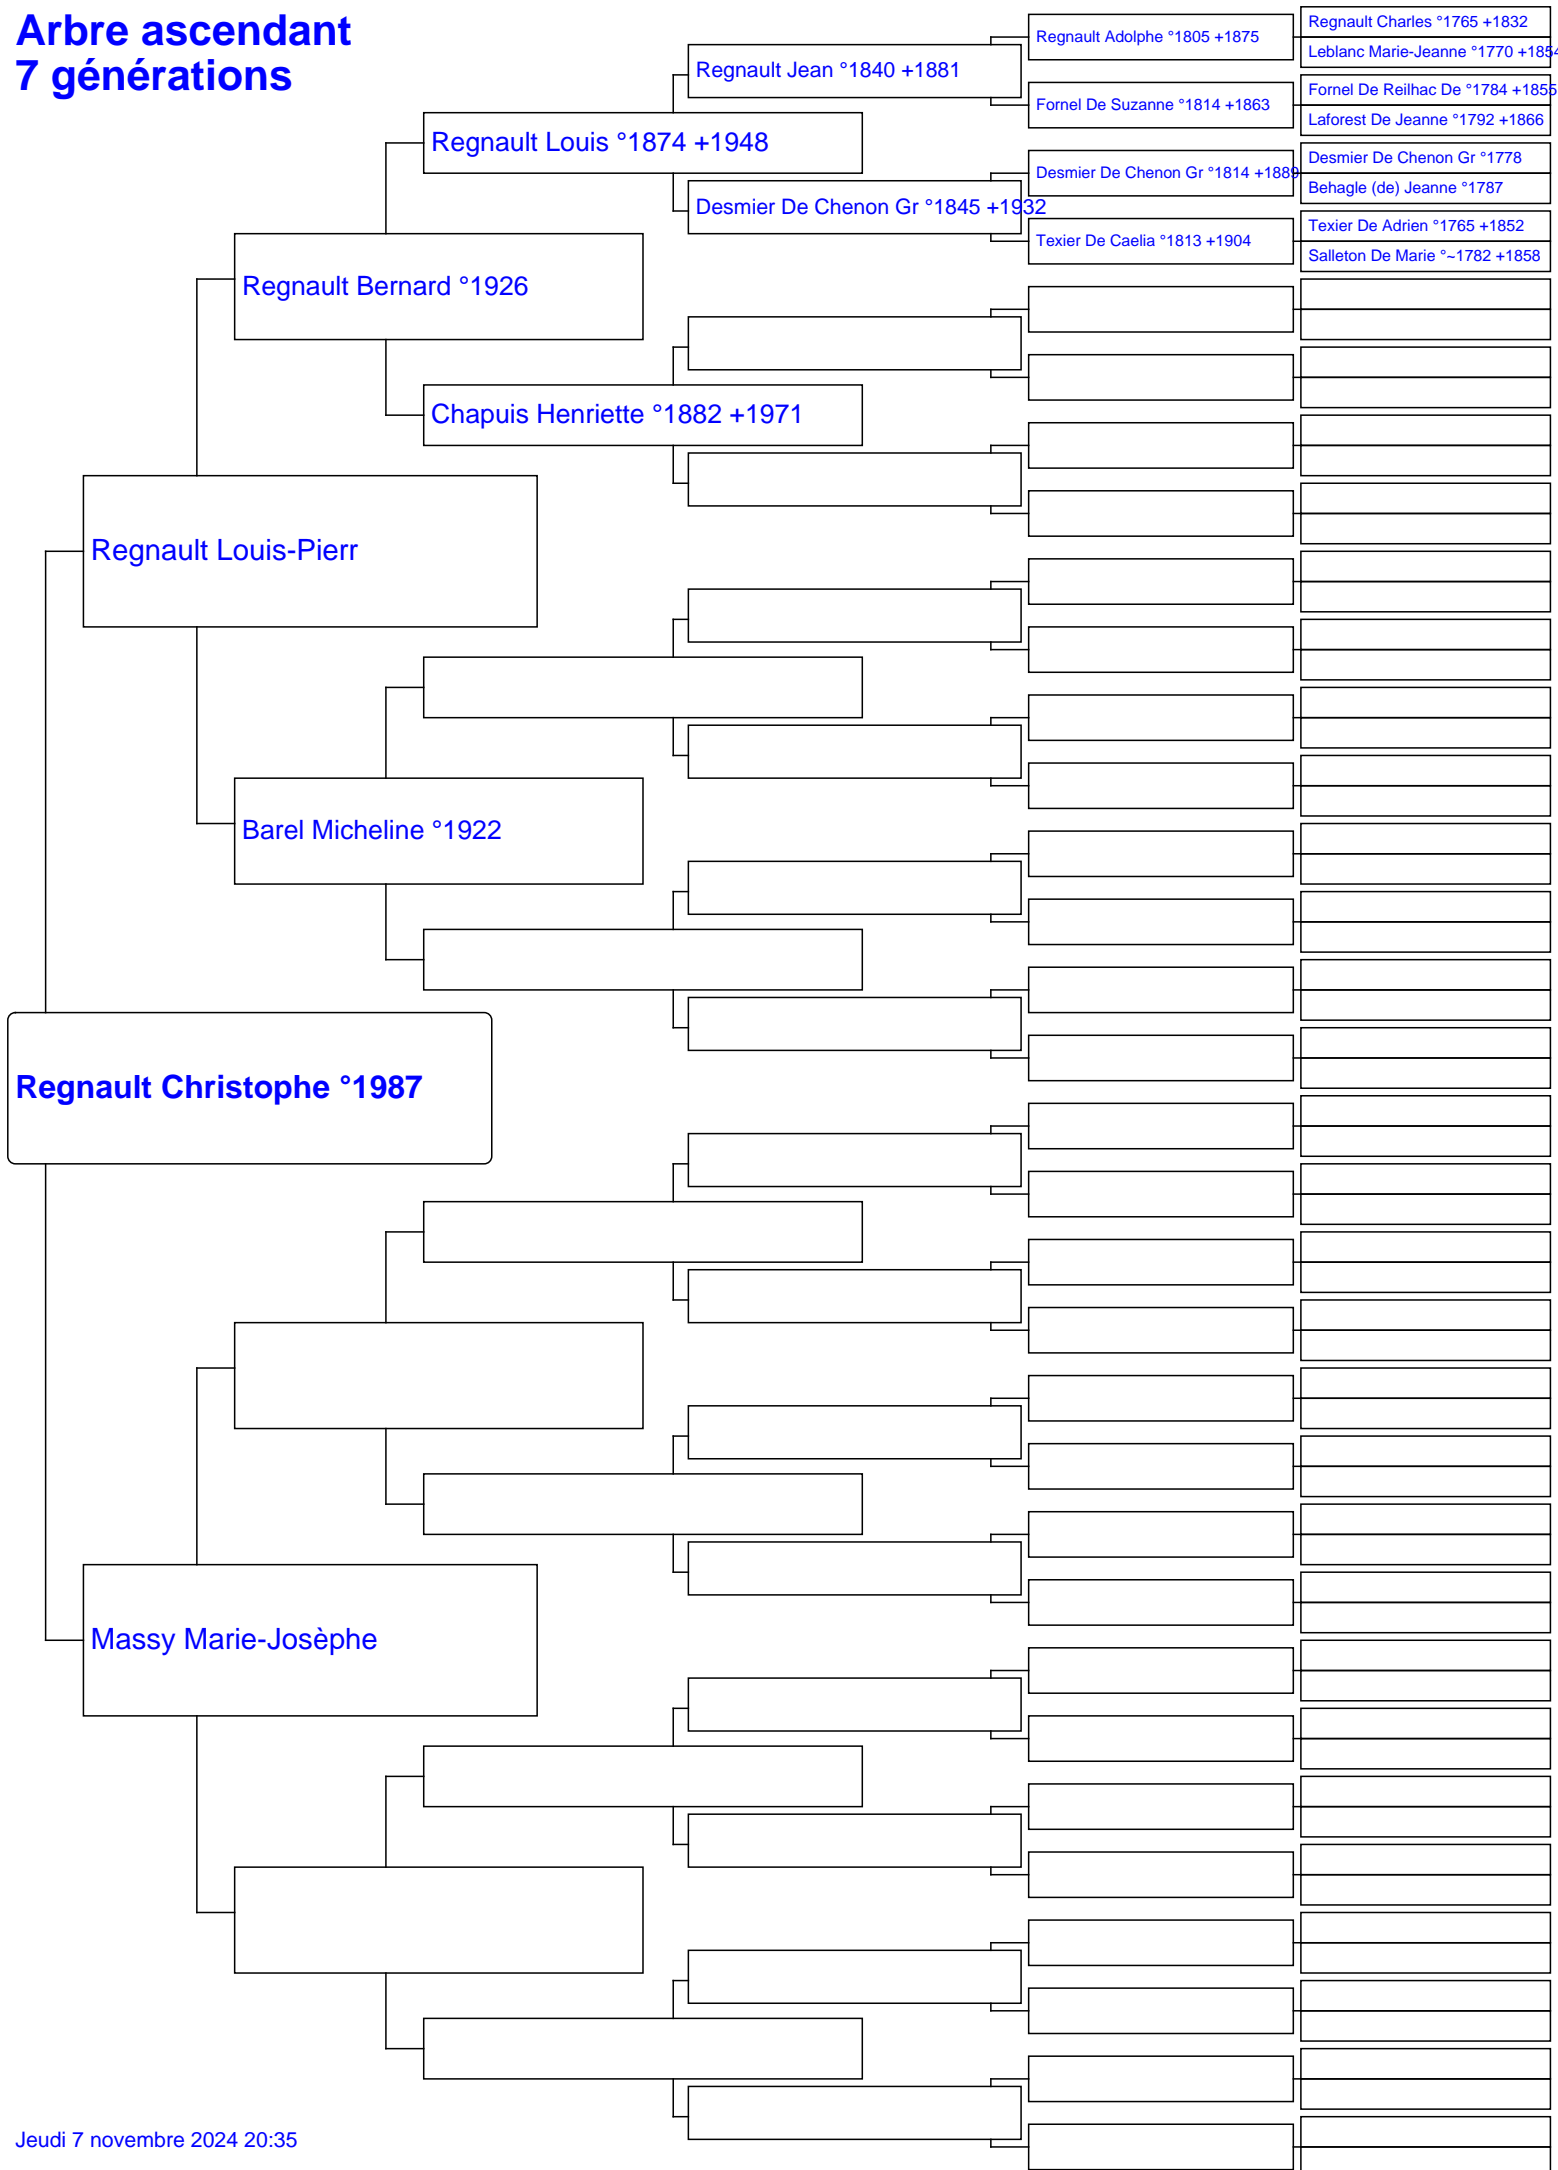 Arbre ascendant
7 générations
Regnault Charles °1765 +1832
Regnault Adolphe °1805 +1875
Leblanc Marie-Jeanne °1770 +1854
Regnault Jean °1840 +1881
Fornel De Reilhac De °1784 +1855
Fornel De Suzanne °1814 +1863
Laforest De Jeanne °1792 +1866
Regnault Louis °1874 +1948
Desmier De Chenon Gr °1778
Desmier De Chenon Gr °1814 +1889
Behagle (de) Jeanne °1787
Desmier De Chenon Gr °1845 +1932
Texier De Adrien °1765 +1852
Texier De Caelia °1813 +1904
Salleton De Marie °~1782 +1858
Regnault Bernard °1926
Chapuis Henriette °1882 +1971
Regnault Louis-Pierr
Barel Micheline °1922
Regnault Christophe °1987
Massy Marie-Josèphe
Jeudi 7 novembre 2024 20:35